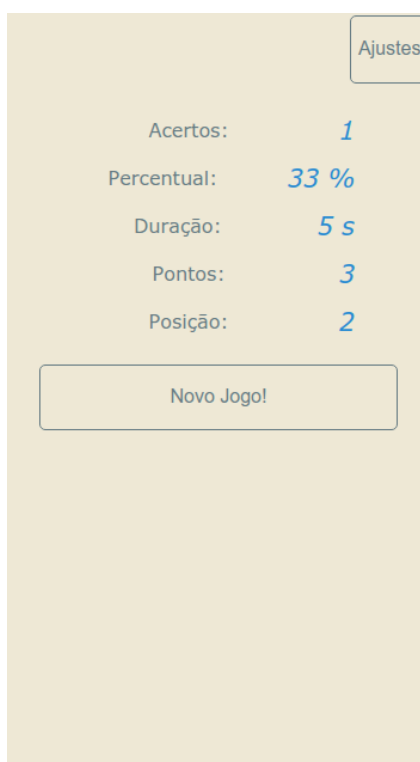 Ajustes
Acertos: 1
Percentual: 33 %
Duração: 5 s
Pontos: 3
Posição: 2
Novo Jogo!